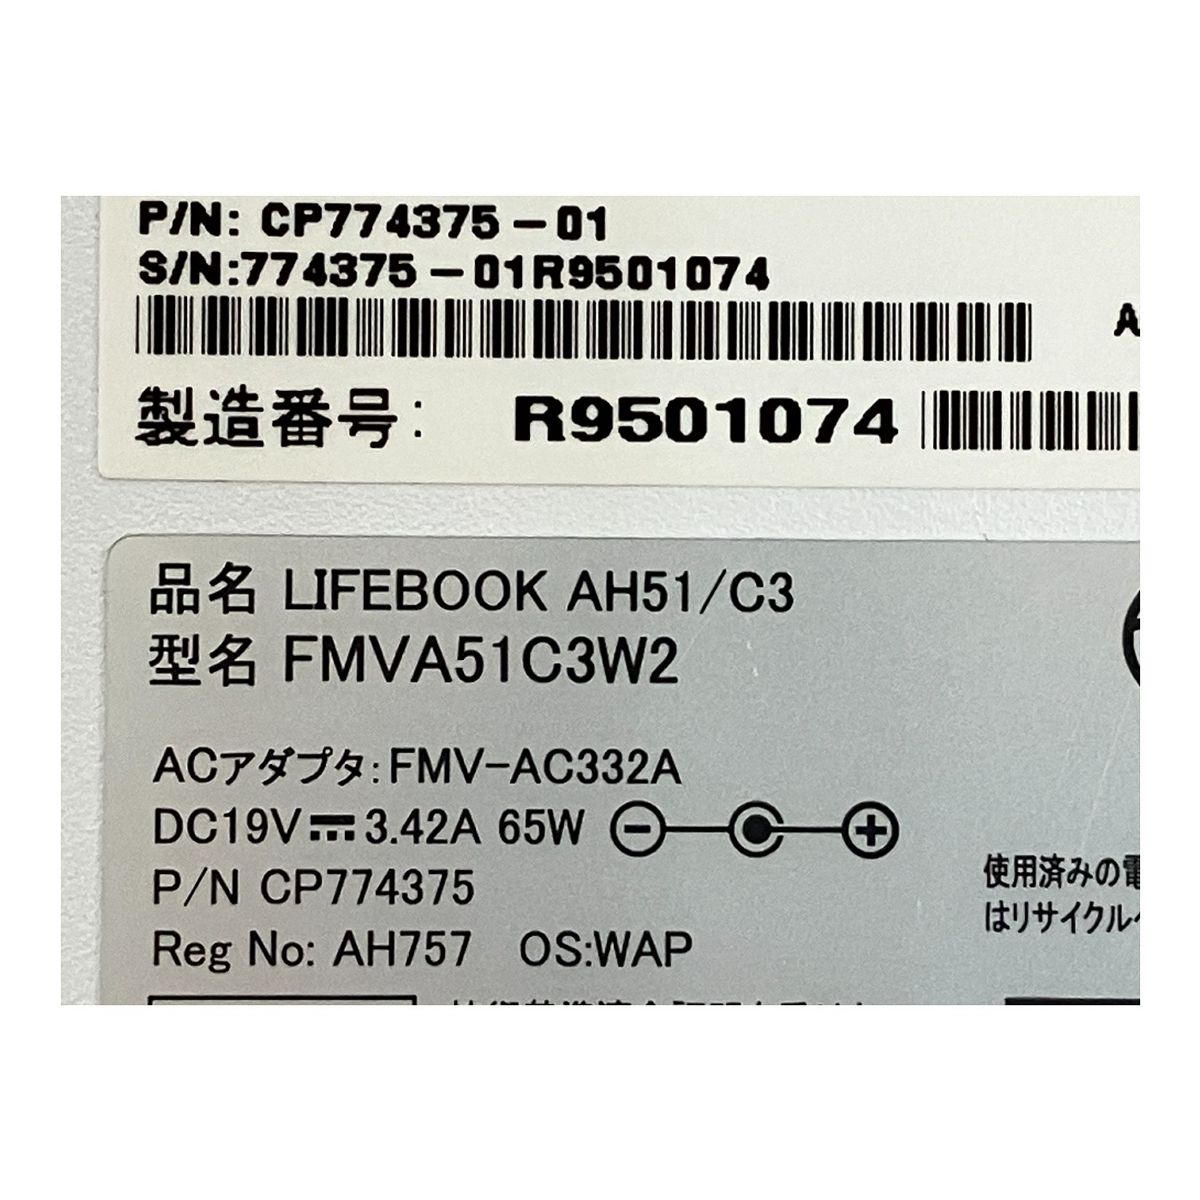 P/N: CP774375－01
S/N:774375－01R9501074
A
製造番号: R9501074
品名 LIFEBOOK AH51/C3
型名 FMVA51C3W2
ACアダプタ:FMV-AC332A
DC19V⎓3.42A 65W
P/N CP774375
使用済みの電
はリサイクル
Reg No: AH757 OS:WAP